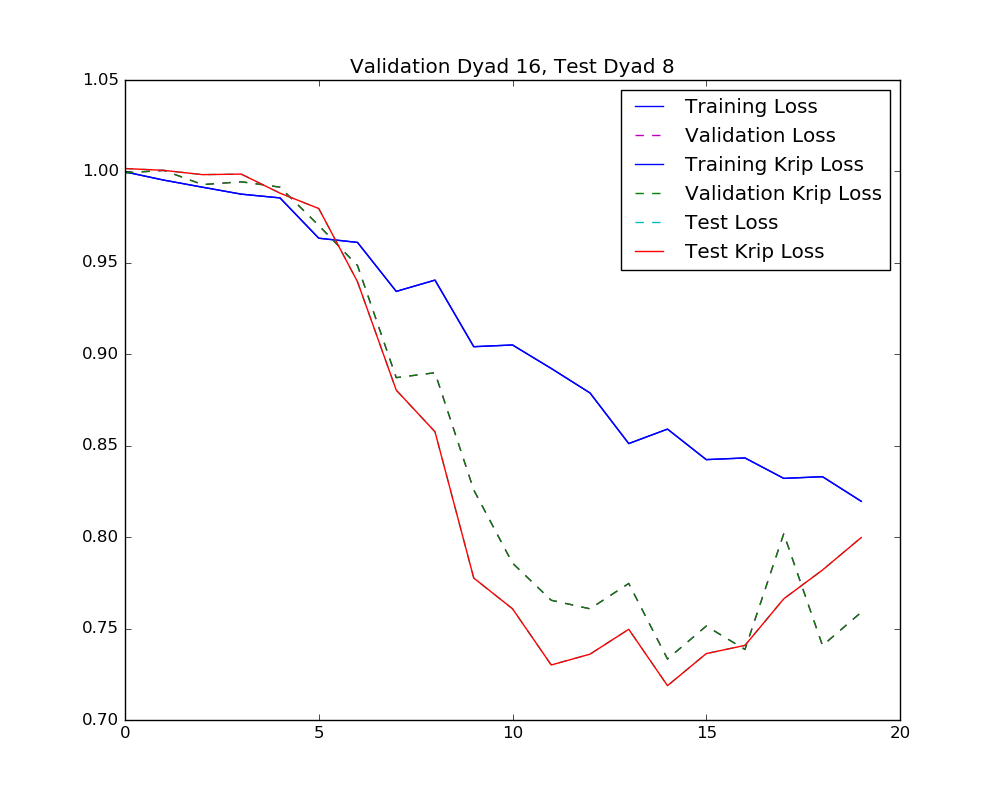 Validation Dyad 16, Test Dyad 8
1.05
1.00
0.95
0.90
0.85
0.80
0.75
0.70
0
5
10
15
20
Training Loss
Validation Loss
Training Krip Loss
Validation Krip Loss
Test Loss
Test Krip Loss